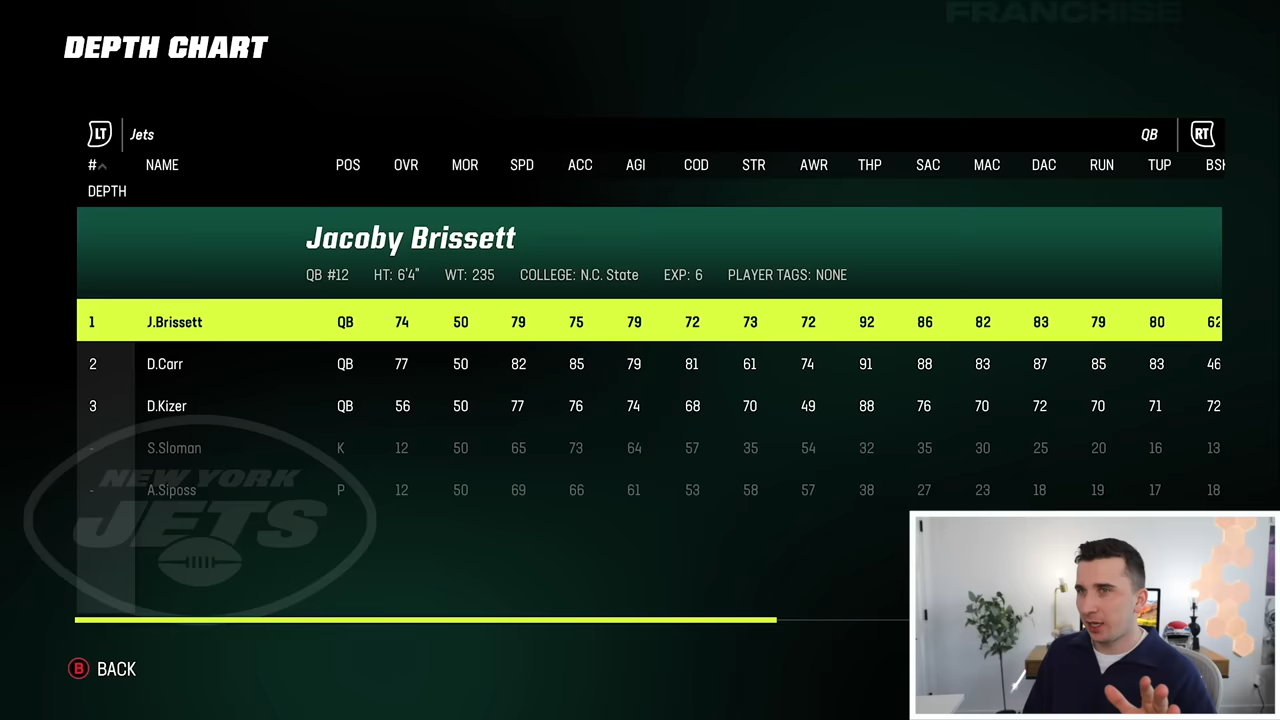 FRANCHISE
DEPTH CHART
LT Jets QB RT
# NAME POS OVR MOR SPD ACC AGI COD STR AWR THP SAC MAC DAC RUN TUP BSK
DEPTH
Jacoby Brissett
QB #12 HT: 6'4" WT: 235 COLLEGE: N.C. State EXP: 6 PLAYER TAGS: NONE
1 J.Brissett QB 74 50 79 75 79 72 73 72 92 86 82 83 79 80 62
2 D.Carr QB 77 50 82 85 79 81 61 74 91 88 83 87 85 83 46
3 D.Kizer QB 56 50 77 76 74 68 70 49 88 76 70 72 70 71 72
- S.Sloman K 12 50 65 73 64 57 35 54 32 35 30 25 20 16 13
- A.Siposs P 12 50 69 66 61 53 58 57 38 27 23 18 19 17 18
NEW YORK
JETS
B BACK